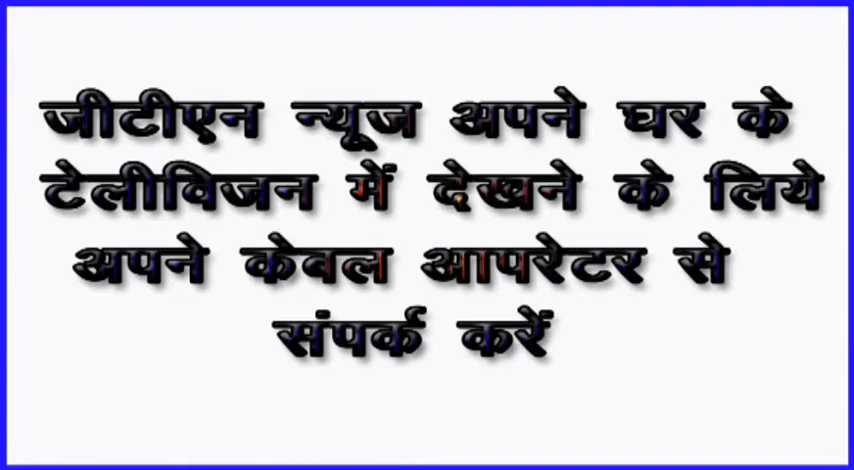 जीटीएन न्यूज अपने घर के
टेलीविजन में देखने के लिये
अपने केबल आपरेटर से
संपर्क करें